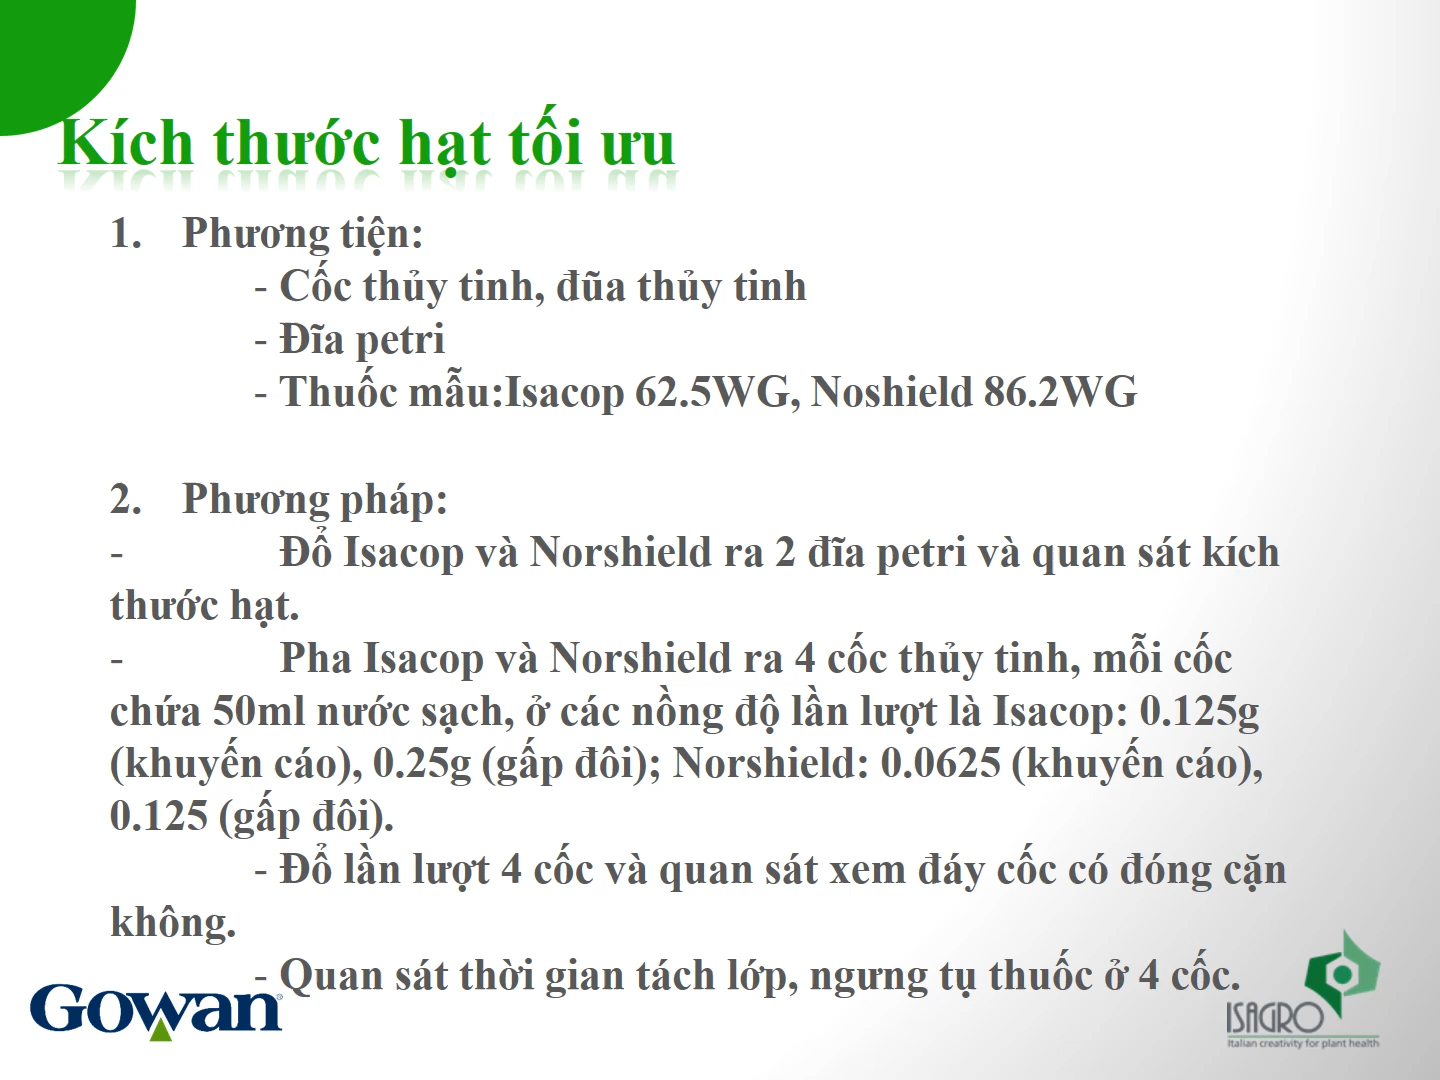 Kích thước hạt tối ưu
1. Phương tiện:
- Cốc thủy tinh, đũa thủy tinh
- Đĩa petri
- Thuốc mẫu:Isacop 62.5WG, Noshield 86.2WG
2. Phương pháp:
- Đổ Isacop và Norshield ra 2 đĩa petri và quan sát kích
thước hạt.
- Pha Isacop và Norshield ra 4 cốc thủy tinh, mỗi cốc
chứa 50ml nước sạch, ở các nồng độ lần lượt là Isacop: 0.125g
(khuyến cáo), 0.25g (gấp đôi); Norshield: 0.0625 (khuyến cáo),
0.125 (gấp đôi).
- Đổ lần lượt 4 cốc và quan sát xem đáy cốc có đóng cặn
không.
- Quan sát thời gian tách lớp, ngưng tụ thuốc ở 4 cốc.
Gowan®
ISAGRO
Italian creativity for plant health